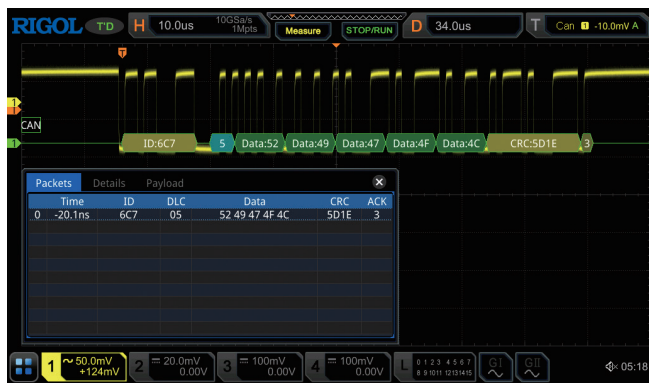 RIGOL T'D H 10.0us 10GSa/s 1Mpts Measure STOP/RUN D 34.0us T Can 1 -10.0mV A
T
1
T
CAN
1 ID:6C7 5 Data:52 Data:49 Data:47 Data:4F Data:4C CRC:5D1E 3
Packets Details Payload
Time ID DLC Data CRC ACK
0 -20.1ns 6C7 05 52 49 47 4F 4C 5D1E 3
1 50.0mV +124mV 2 20.0mV 0.00V 3 100mV 0.00V 4 100mV 0.00V L 0 1 2 3 4 5 6 7 8 9 10 11 12 13 14 15 GI GII 05:18